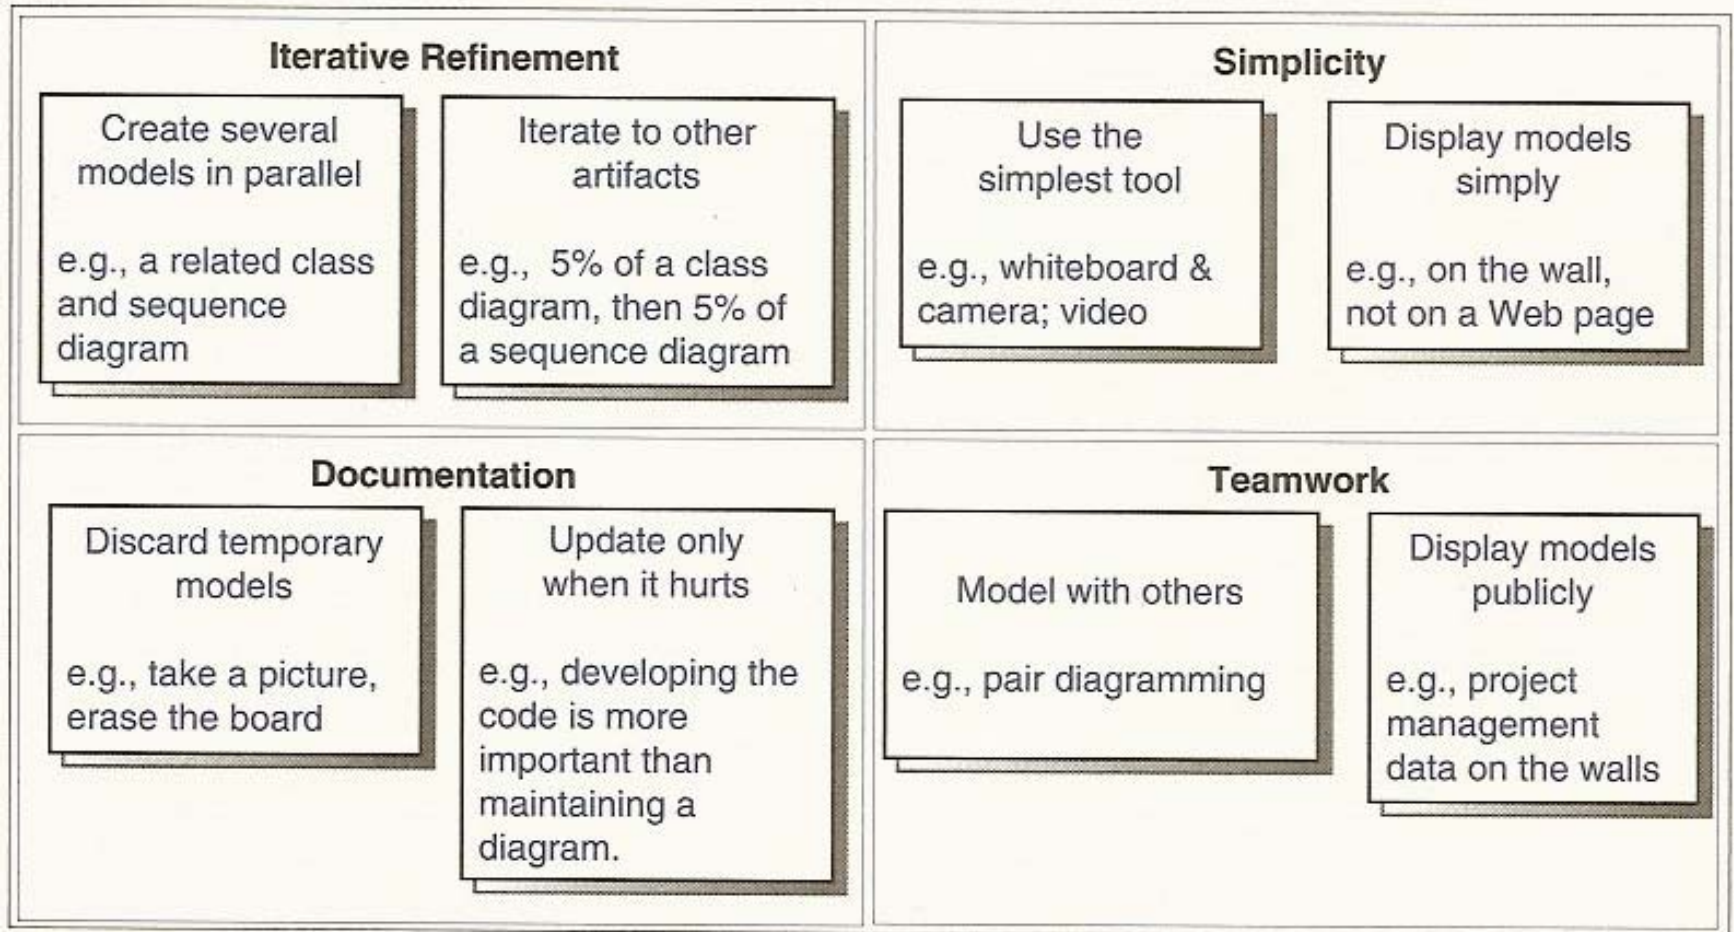 Iterative Refinement
Create several
models in parallel
e.g., a related class
and sequence
diagram
Iterate to other
artifacts
e.g., 5% of a class
diagram, then 5% of
a sequence diagram
Simplicity
Use the
simplest tool
e.g., whiteboard &
camera; video
Display models
simply
e.g., on the wall,
not on a Web page
Documentation
Discard temporary
models
e.g., take a picture,
erase the board
Update only
when it hurts
e.g., developing the
code is more
important than
maintaining a
diagram.
Teamwork
Model with others
e.g., pair diagramming
Display models
publicly
e.g., project
management
data on the walls